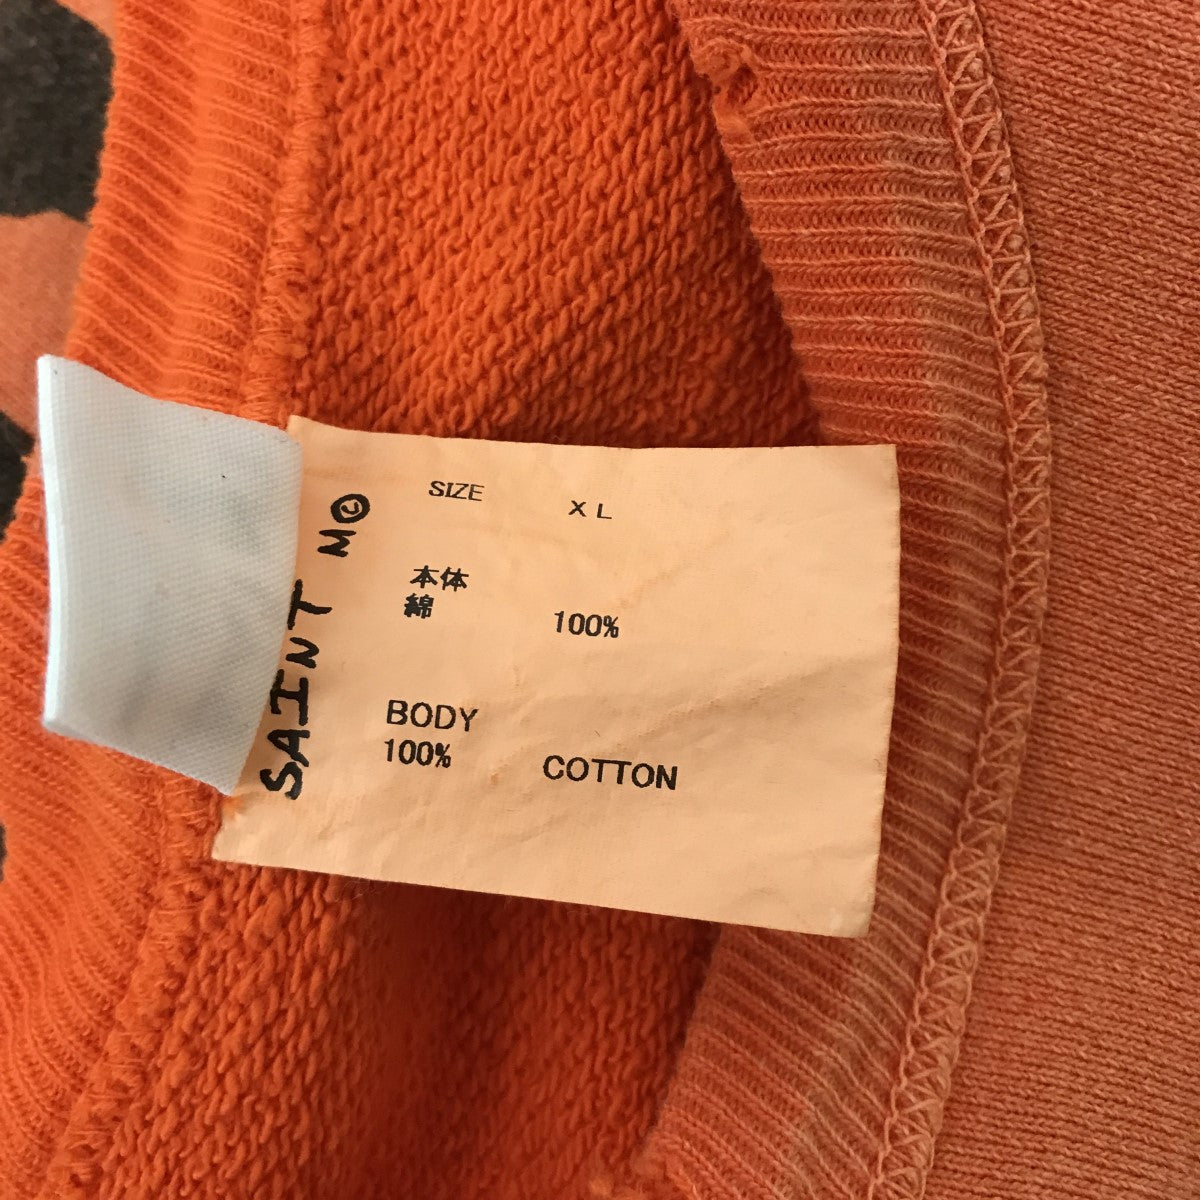 SAINT M©
SIZE XL
本体
綿 100%
BODY
100% COTTON